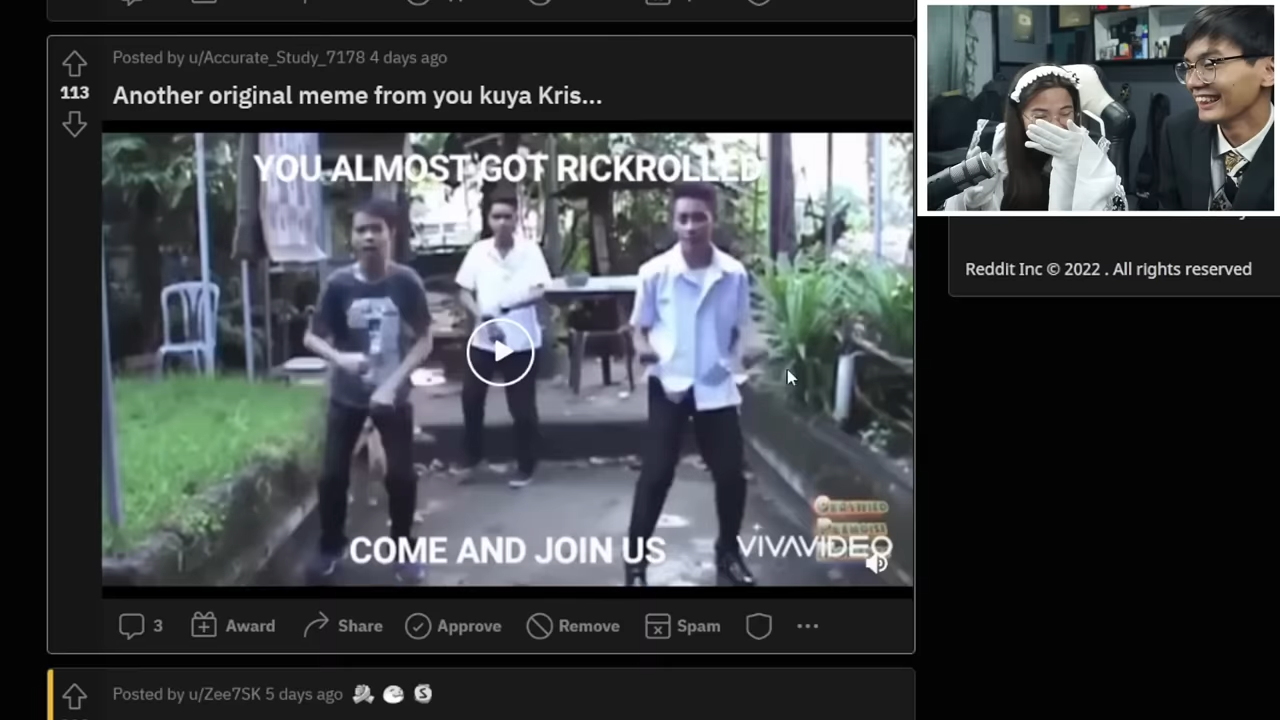 Posted by u/Accurate_Study_7178 4 days ago
113
Another original meme from you kuya Kris...
YOU ALMOST GOT RICKROLLED
COME AND JOIN US
VIVAVIDEO
3 Award Share Approve Remove Spam
Posted by u/Zee7SK 5 days ago
Reddit Inc © 2022 . All rights reserved